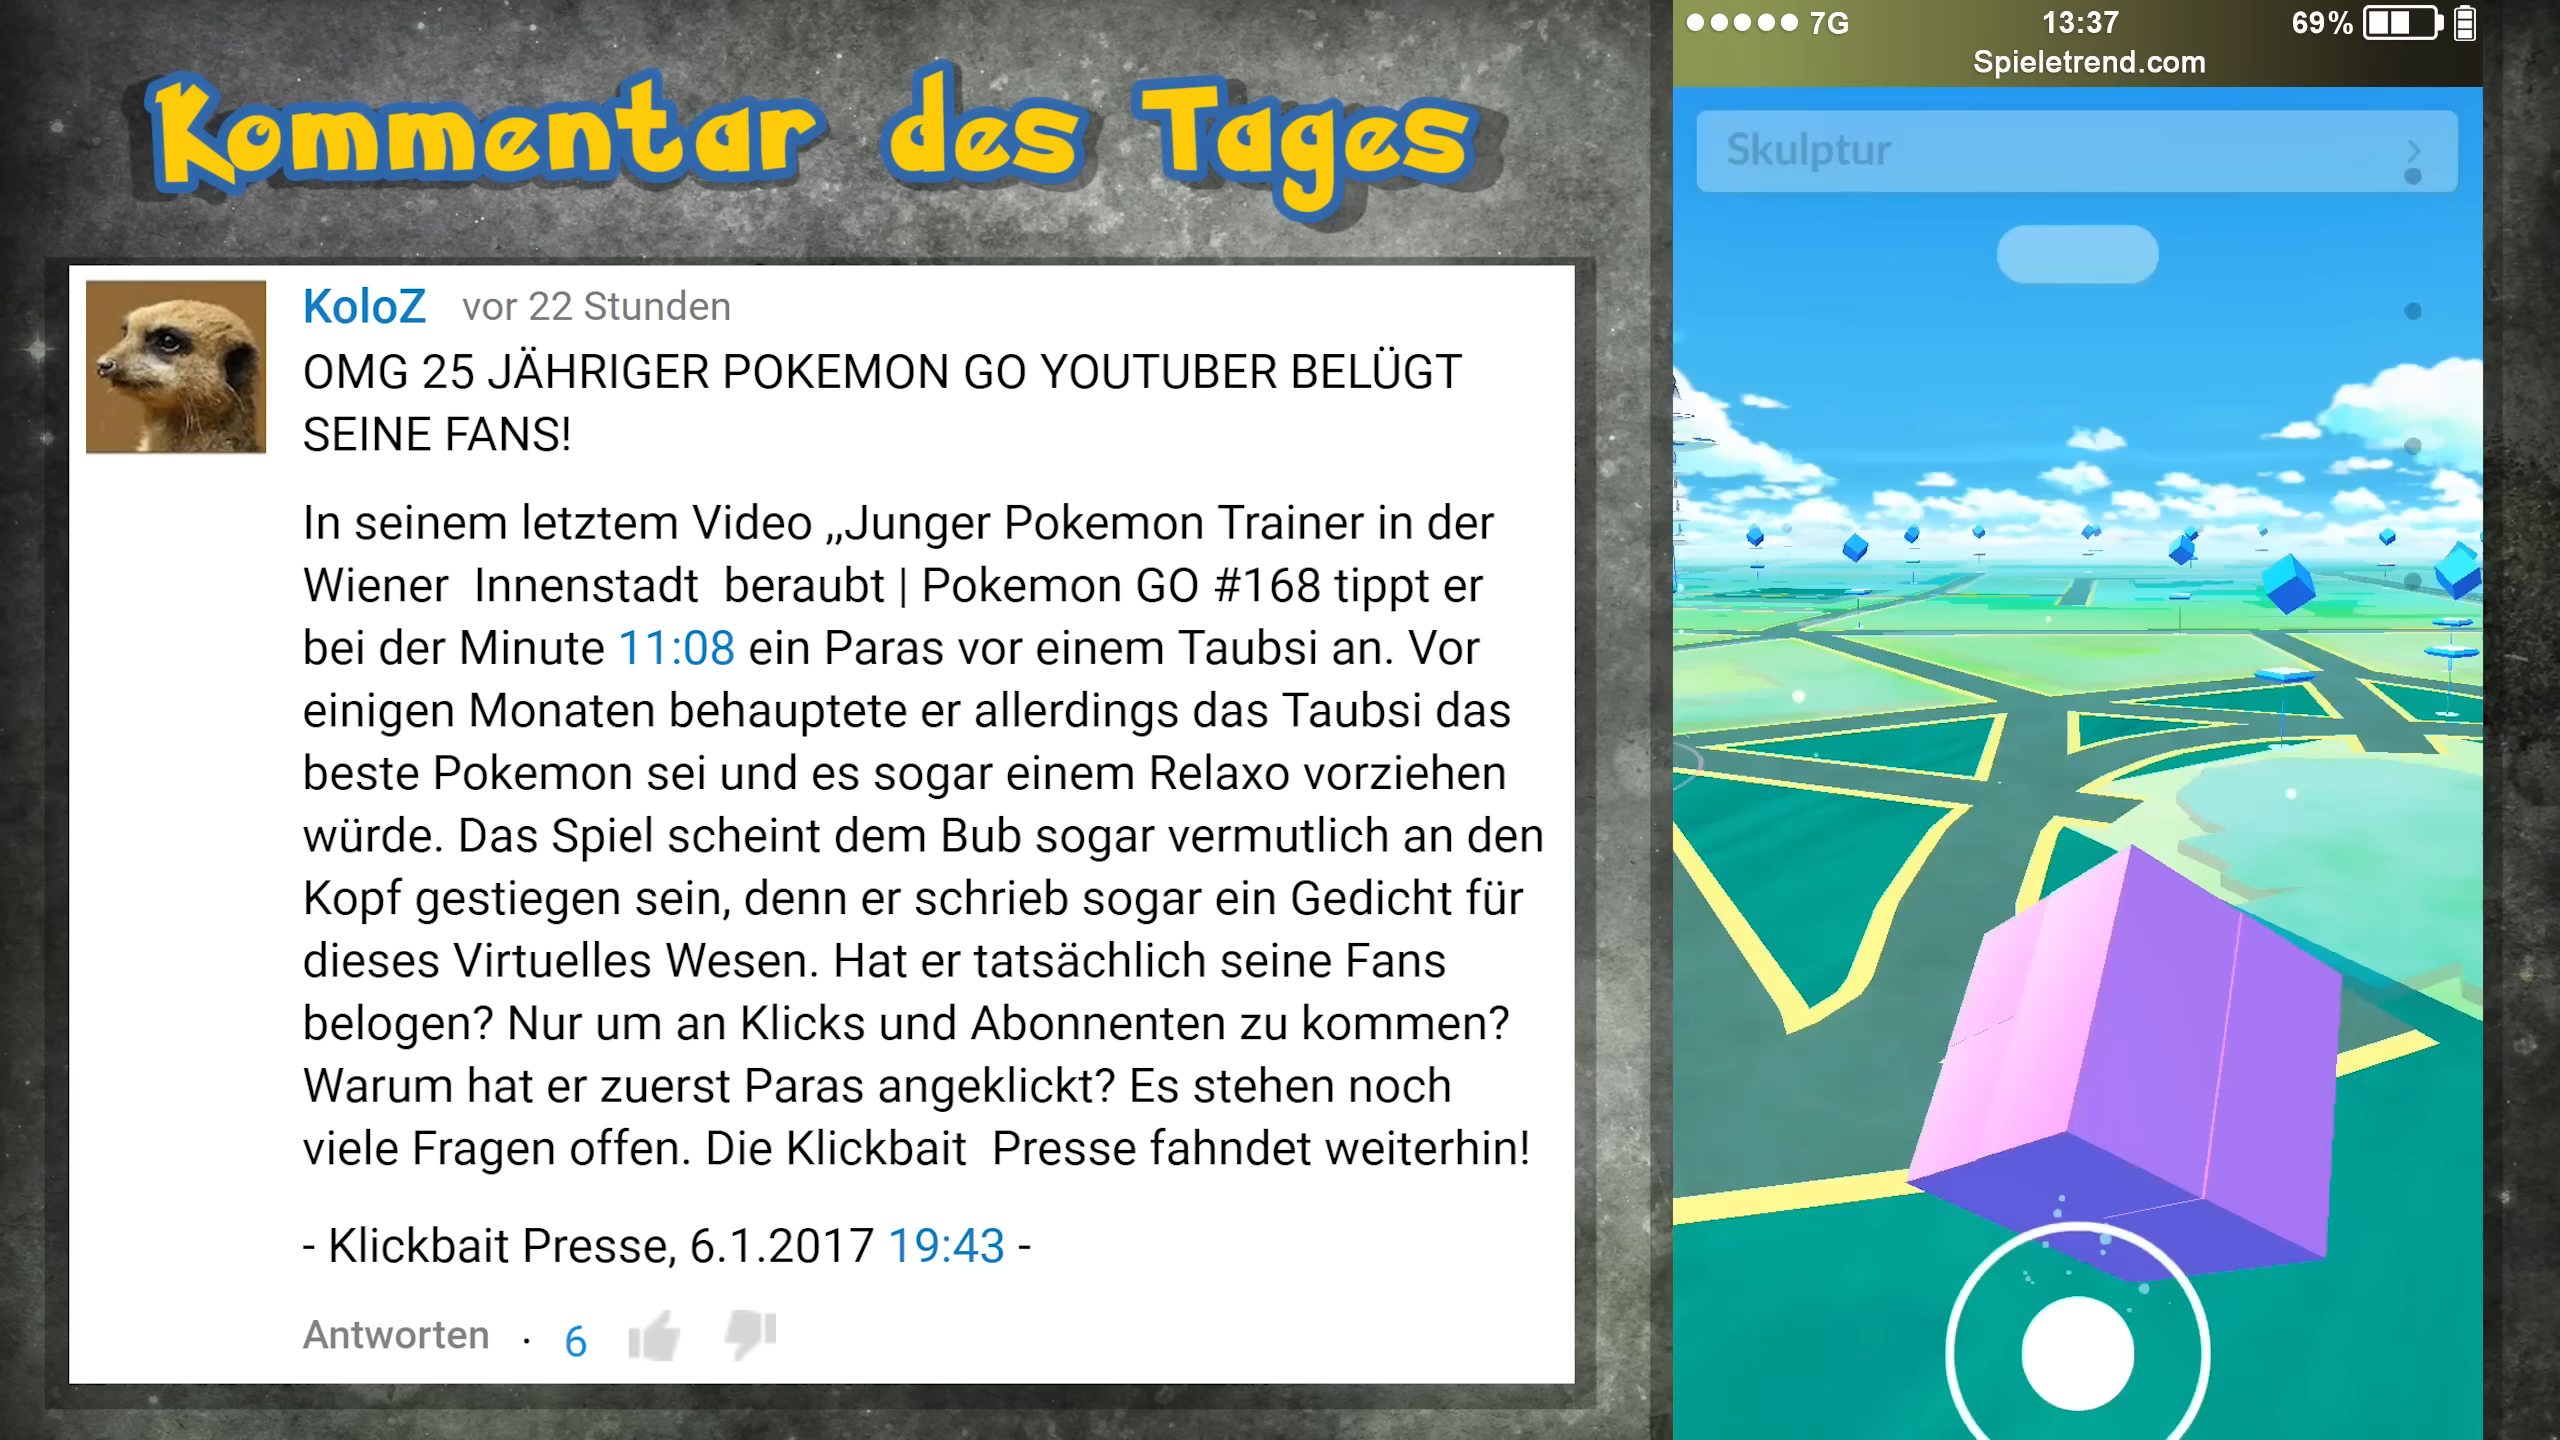 Kommentar des Tages
KoloZ vor 22 Stunden
OMG 25 JÄHRIGER POKEMON GO YOUTUBER BELÜGT
SEINE FANS!
In seinem letztem Video „Junger Pokemon Trainer in der
Wiener Innenstadt beraubt | Pokemon GO #168 tippt er
bei der Minute 11:08 ein Paras vor einem Taubsi an. Vor
einigen Monaten behauptete er allerdings das Taubsi das
beste Pokemon sei und es sogar einem Relaxo vorziehen
würde. Das Spiel scheint dem Bub sogar vermutlich an den
Kopf gestiegen sein, denn er schrieb sogar ein Gedicht für
dieses Virtuelles Wesen. Hat er tatsächlich seine Fans
belogen? Nur um an Klicks und Abonnenten zu kommen?
Warum hat er zuerst Paras angeklickt? Es stehen noch
viele Fragen offen. Die Klickbait Presse fahndet weiterhin!
- Klickbait Presse, 6.1.2017 19:43 -
Antworten · 6
7G 13:37 69%
Spieletrend.com
Skulptur